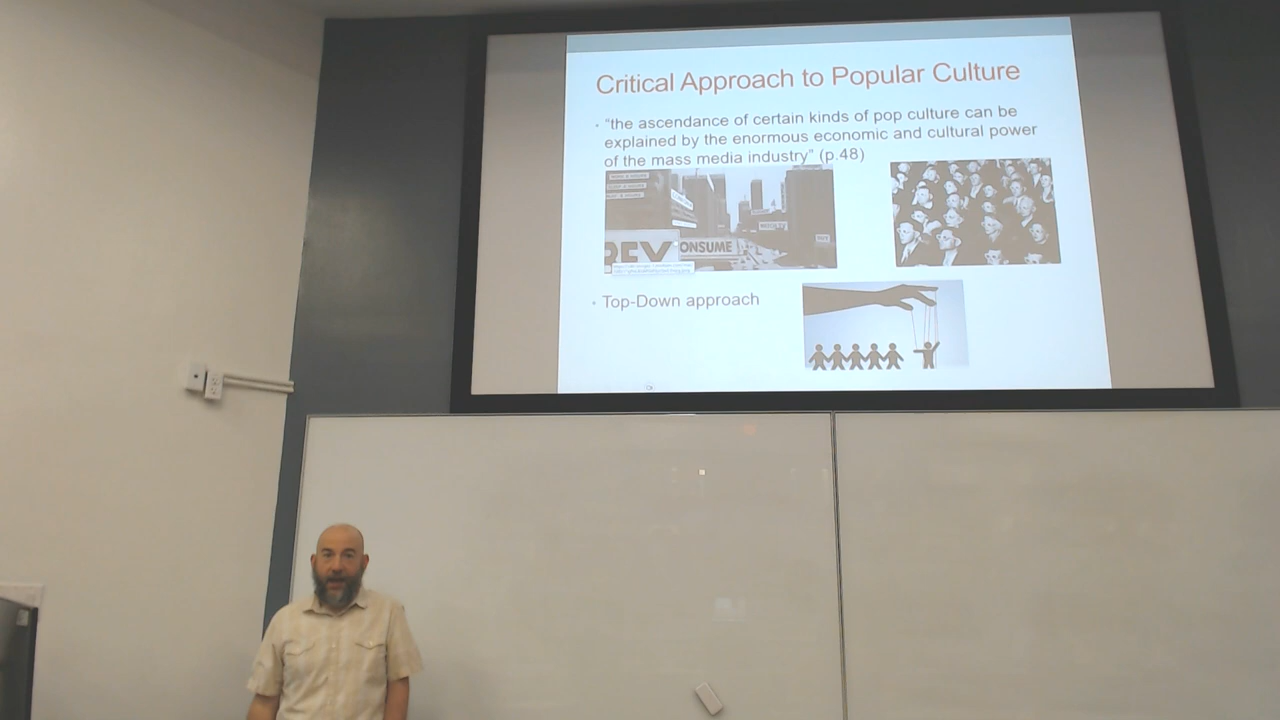 Critical Approach to Popular Culture
• "the ascendance of certain kinds of pop culture can be
explained by the enormous economic and cultural power
of the mass media industry" (p.48)
CONSUME
• Top-Down approach